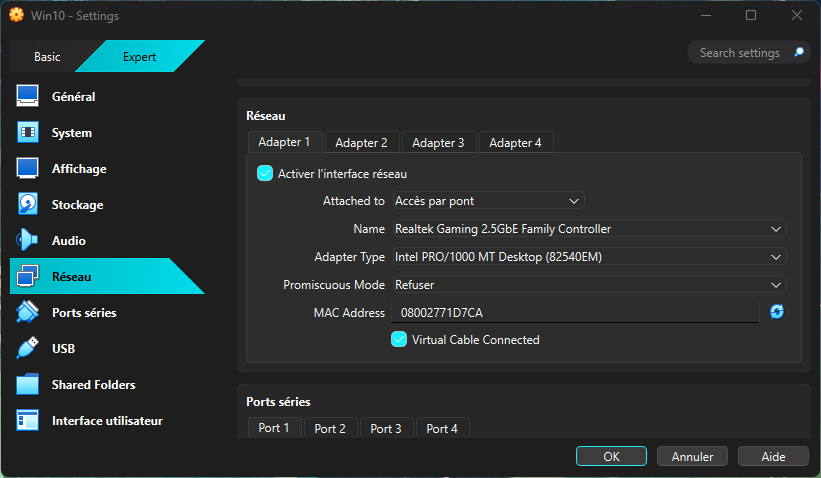 Win10 - Settings
Basic
Expert
Search settings
Général
System
Affichage
Stockage
Audio
Réseau
Ports séries
USB
Shared Folders
Interface utilisateur
Réseau
Adapter 1 Adapter 2 Adapter 3 Adapter 4
Activer l'interface réseau
Attached to Accès par pont
Name Realtek Gaming 2.5GbE Family Controller
Adapter Type Intel PRO/1000 MT Desktop (82540EM)
Promiscuous Mode Refuser
MAC Address 08002771D7CA
Virtual Cable Connected
Ports séries
Port 1 Port 2 Port 3 Port 4
OK Annuler Aide